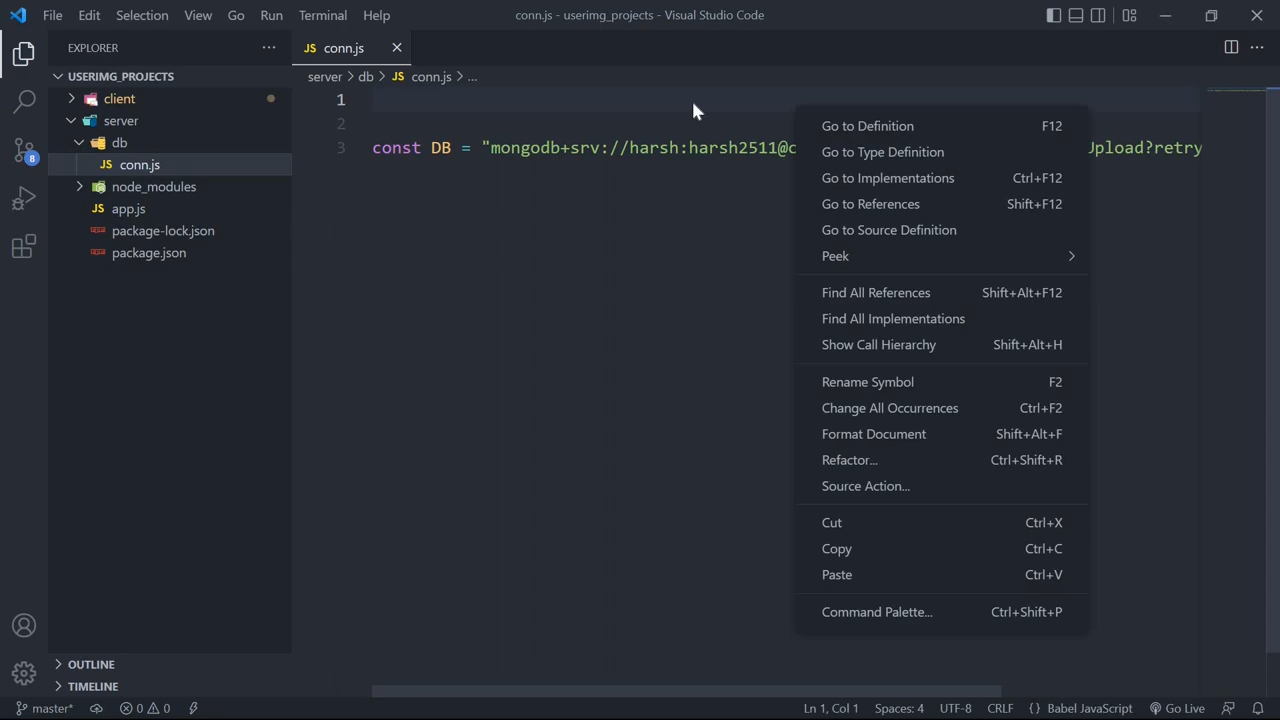 File Edit Selection View Go Run Terminal Help conn.js - userimg_projects - Visual Studio Code
EXPLORER
JS conn.js
USERIMG_PROJECTS
server > db > JS conn.js > ...
client
server
db
JS conn.js
8
node_modules
JS app.js
package-lock.json
package.json
1
2
3 const DB = "mongodb+srv://harsh:harsh2511@c Upload?retry
Go to Definition F12
Go to Type Definition
Go to Implementations Ctrl+F12
Go to References Shift+F12
Go to Source Definition
Peek
Find All References Shift+Alt+F12
Find All Implementations
Show Call Hierarchy Shift+Alt+H
Rename Symbol F2
Change All Occurrences Ctrl+F2
Format Document Shift+Alt+F
Refactor... Ctrl+Shift+R
Source Action...
Cut Ctrl+X
Copy Ctrl+C
Paste Ctrl+V
Command Palette... Ctrl+Shift+P
OUTLINE
TIMELINE
master* 0 0 Ln 1, Col 1 Spaces: 4 UTF-8 CRLF {} Babel JavaScript Go Live